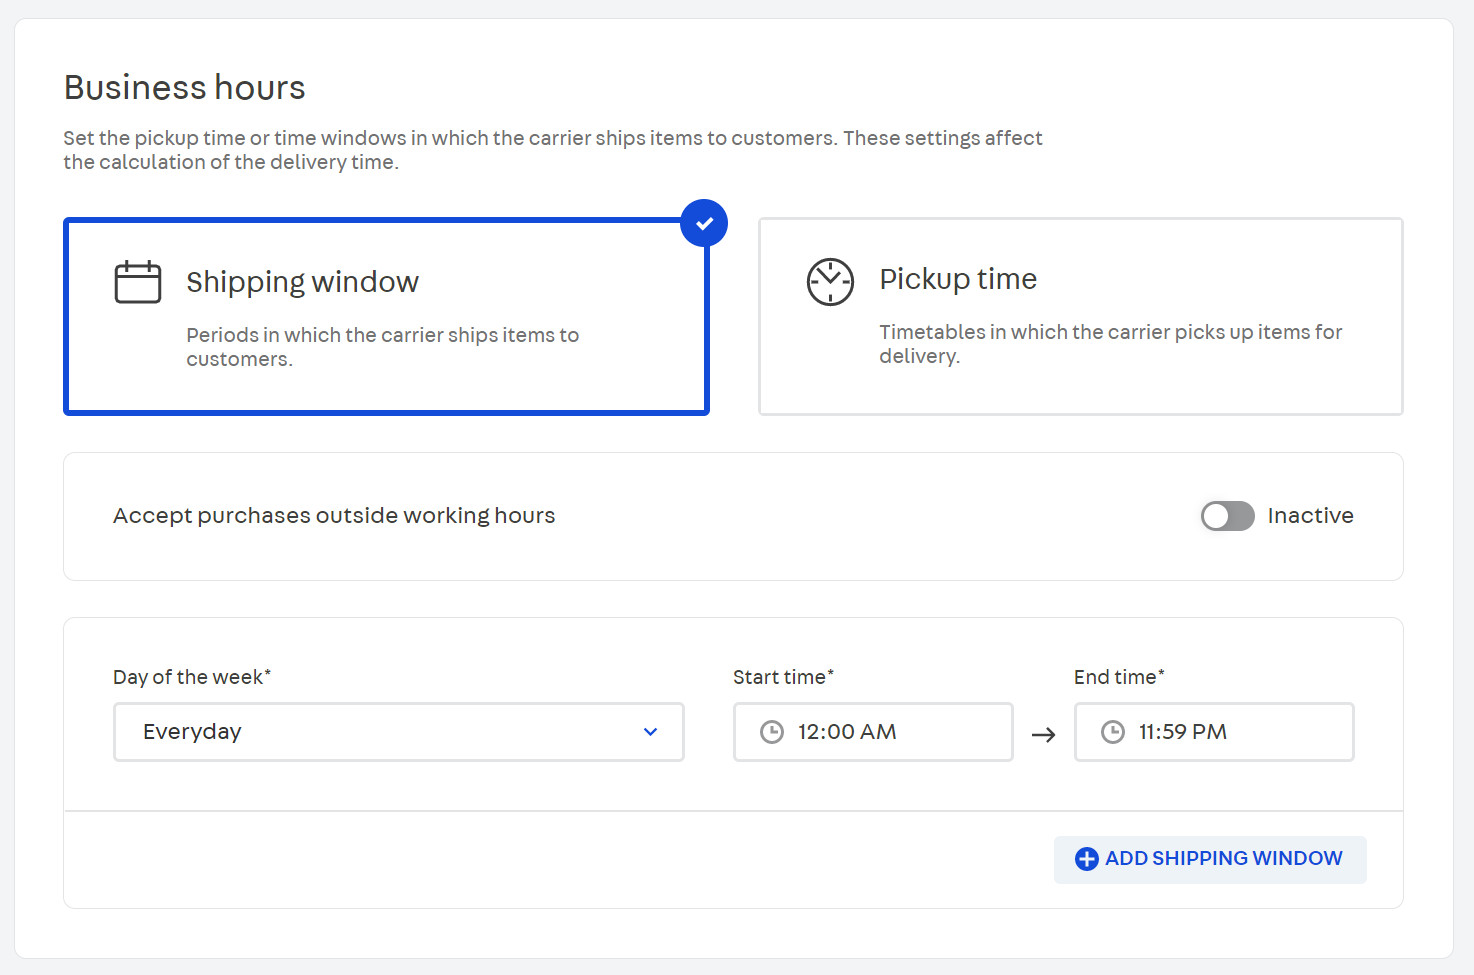 Business hours
Set the pickup time or time windows in which the carrier ships items to customers. These settings affect
the calculation of the delivery time.
Shipping window
Periods in which the carrier ships items to
customers.
Pickup time
Timetables in which the carrier picks up items for
delivery.
Accept purchases outside working hours
Inactive
Day of the week*
Everyday
Start time*
12:00 AM
End time*
11:59 PM
ADD SHIPPING WINDOW